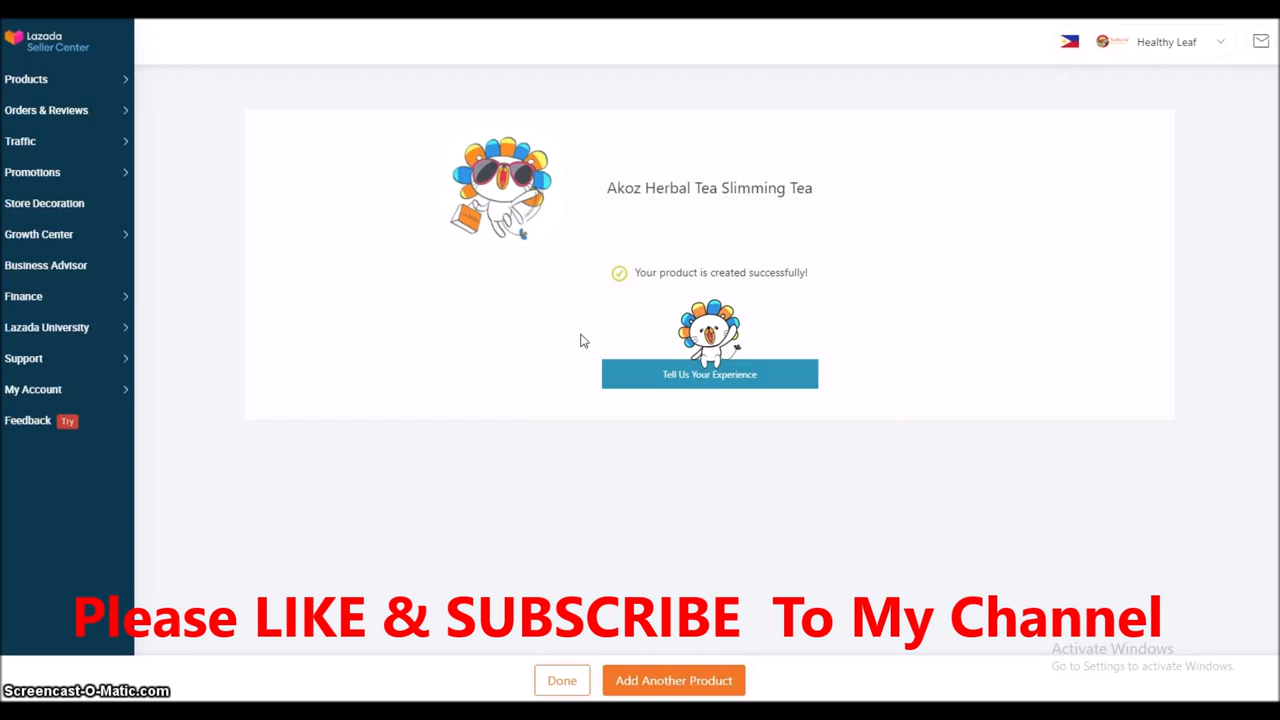 Lazada
Seller Center
Healthy Leaf
Products
Orders & Reviews
Traffic
Promotions
Store Decoration
Growth Center
Business Advisor
Finance
Lazada University
Support
My Account
Feedback Try
Akoz Herbal Tea Slimming Tea
Your product is created successfully!
Tell Us Your Experience
Please LIKE & SUBSCRIBE To My Channel
Activate Windows
Go to Settings to activate Windows.
Done
Add Another Product
Screencast-O-Matic.com